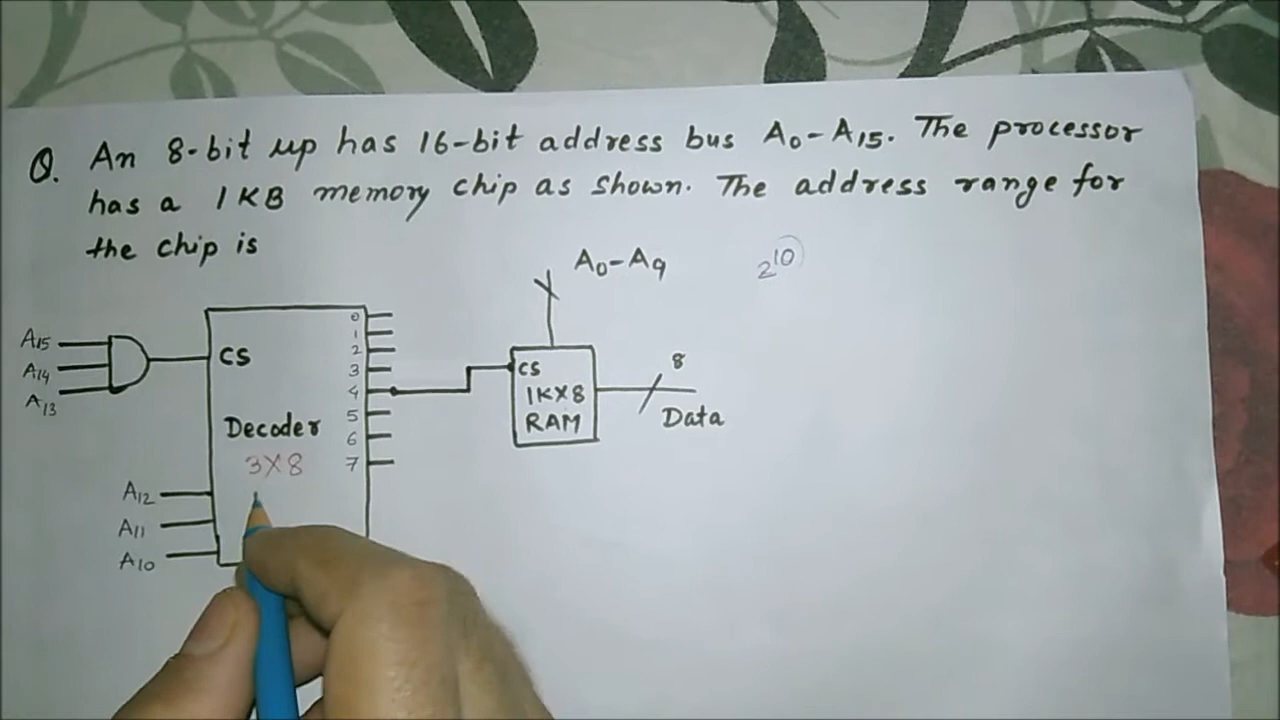 Q. An 8-bit μp has 16-bit address bus A0-A15. The processor
has a 1KB memory chip as shown. The address range for
the chip is
A0-A9
2^10
A15
A14
A13
CS
0
1
2
3
4
5
6
7
Decoder
3X8
A12
A11
A10
CS
1KX8
RAM
8
Data